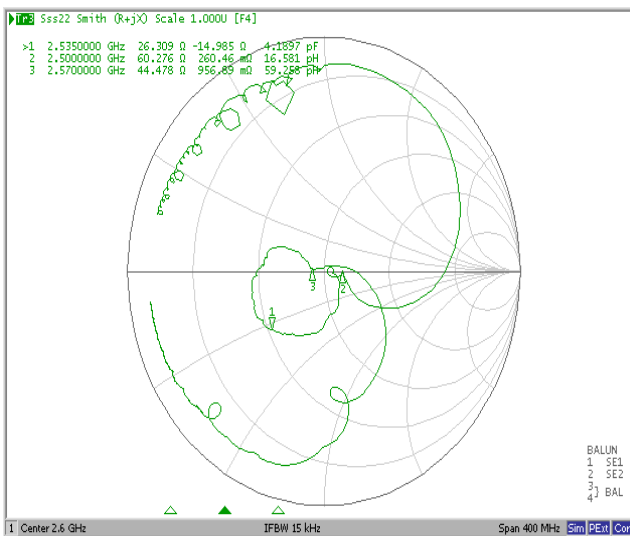 Tr3 Sss22 Smith (R+jX) Scale 1.000U [F4]
>1 2.5350000 GHz 26.309 Ω -14.985 Ω 4.1897 pF
2 2.5000000 GHz 60.276 Ω 260.46 mΩ 16.581 pH
3 2.5700000 GHz 44.478 Ω 956.89 mΩ 59.258 pH
3
2
1
BALUN
1 SE1
2 SE2
3
4 ] BAL
1 Center 2.6 GHz IFBW 15 kHz Span 400 MHz Sim PExt Cor